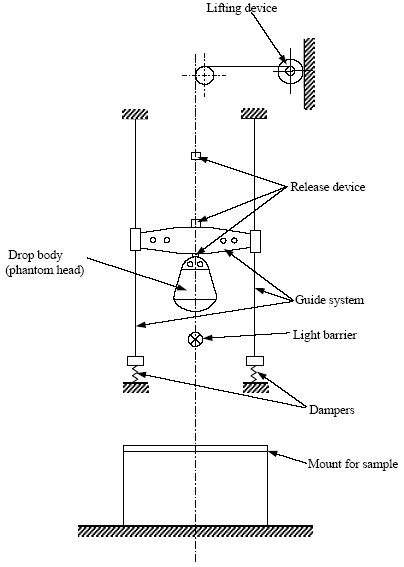 Lifting device
Release device
Drop body
(phantom head)
Guide system
Light barrier
Dampers
Mount for sample